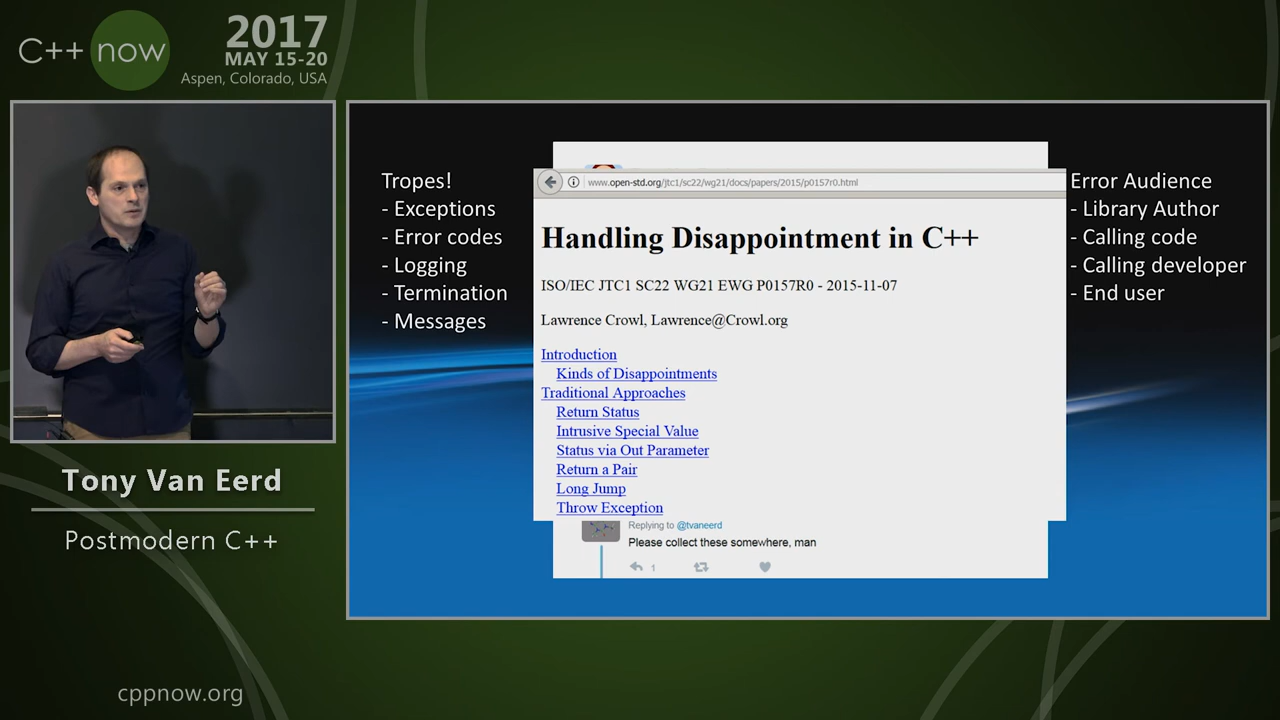 C++ now
2017
MAY 15-20
Aspen, Colorado, USA
Tropes!
- Exceptions
- Error codes
- Logging
- Termination
- Messages
www.open-std.org/jtc1/sc22/wg21/docs/papers/2015/p0157r0.html
Handling Disappointment in C++
ISO/IEC JTC1 SC22 WG21 EWG P0157R0 - 2015-11-07
Lawrence Crowl, Lawrence@Crowl.org
Introduction
Kinds of Disappointments
Traditional Approaches
Return Status
Intrusive Special Value
Status via Out Parameter
Return a Pair
Long Jump
Throw Exception
Replying to @tvaneerd
Please collect these somewhere, man
1
Error Audience
- Library Author
- Calling code
- Calling developer
- End user
Tony Van Eerd
Postmodern C++
cppnow.org